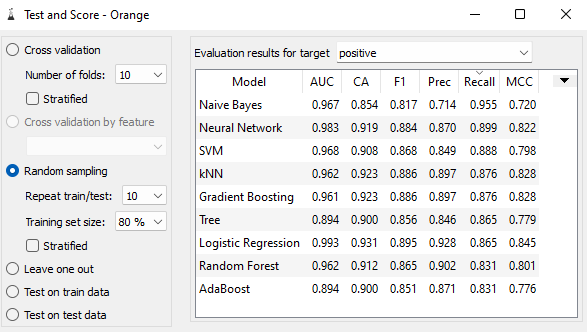 Test and Score - Orange
Cross validation
Number of folds: 10
Stratified
Cross validation by feature
Random sampling
Repeat train/test: 10
Training set size: 80 %
Stratified
Leave one out
Test on train data
Test on test data
Evaluation results for target positive
Model AUC CA F1 Prec Recall MCC
Naive Bayes 0.967 0.854 0.817 0.714 0.955 0.720
Neural Network 0.983 0.919 0.884 0.870 0.899 0.822
SVM 0.968 0.908 0.868 0.849 0.888 0.798
kNN 0.962 0.923 0.886 0.897 0.876 0.828
Gradient Boosting 0.961 0.923 0.886 0.897 0.876 0.828
Tree 0.894 0.900 0.856 0.846 0.865 0.779
Logistic Regression 0.993 0.931 0.895 0.928 0.865 0.845
Random Forest 0.962 0.912 0.865 0.902 0.831 0.801
AdaBoost 0.894 0.900 0.851 0.871 0.831 0.776